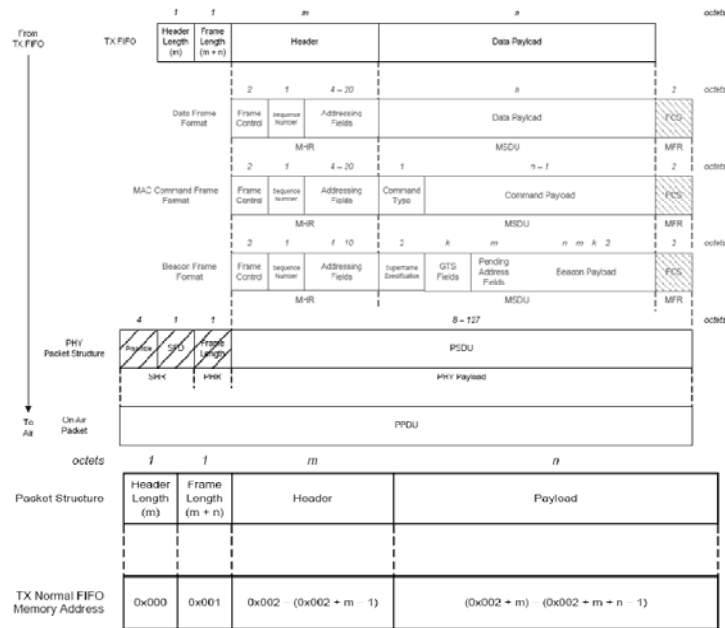 1 1 m n octets
From
TX FIFO
TX FIFO
Header Length (m)
Frame Length (m + n)
Header
Data Payload
2 1 4 – 20 n 2 octets
Data Frame Format
Frame Control
Sequence Number
Addressing Fields
Data Payload
FCS
MHR MSDU MFR
2 1 4 – 20 1 n – 1 2 octets
MAC Command Frame Format
Frame Control
Sequence Number
Addressing Fields
Command Type
Command Payload
FCS
MHR MSDU MFR
2 1 k m 2 octets
Beacon Frame Format
Frame Control
Sequence Number
Addressing Fields
Superframe Specification
GTS Fields
Pending Address Fields
Beacon Payload
FCS
MHR MSDU MFR
4 1 1 8 – 127 octets
PHY
Packet Structure
Preamble
SFD
Frame Length
PSDU
SHR PHR PHY Payload
To
Air
On Air
Packet
PPDU
octets 1 1 m n
Packet Structure
Header Length (m)
Frame Length (m + n)
Header
Payload
TX Normal FIFO
Memory Address
0x000
0x001
0x002 – (0x002 + m – 1)
(0x002 + m) – (0x002 + m + n – 1)